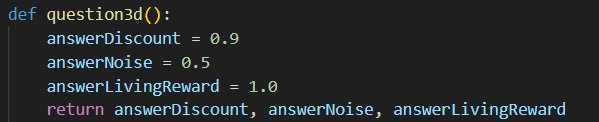 def question3d():
    answerDiscount = 0.9
    answerNoise = 0.5
    answerLivingReward = 1.0
    return answerDiscount, answerNoise, answerLivingReward